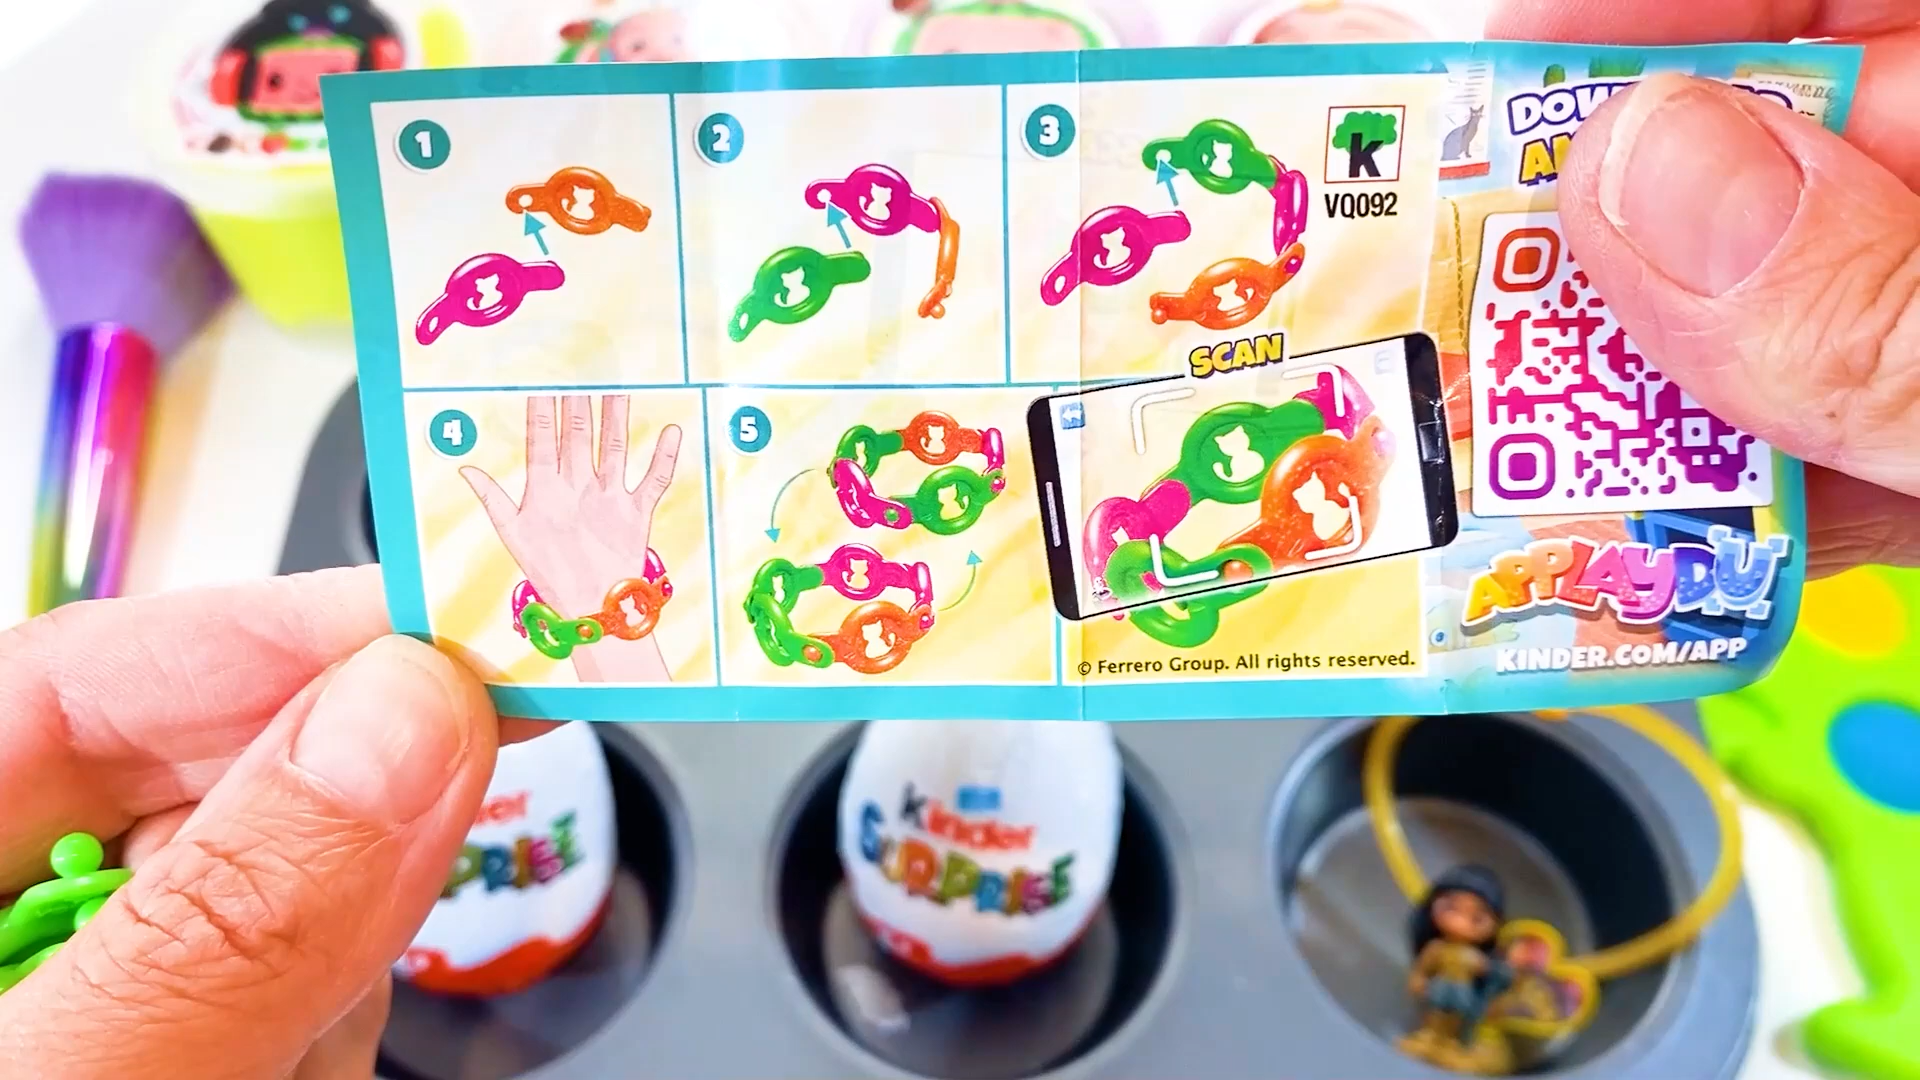 1
2
3
k
VQ092
SCAN
4
5
© Ferrero Group. All rights reserved.
APPLAYDU
KINDER.COM/APP
kinder
SURPRISE